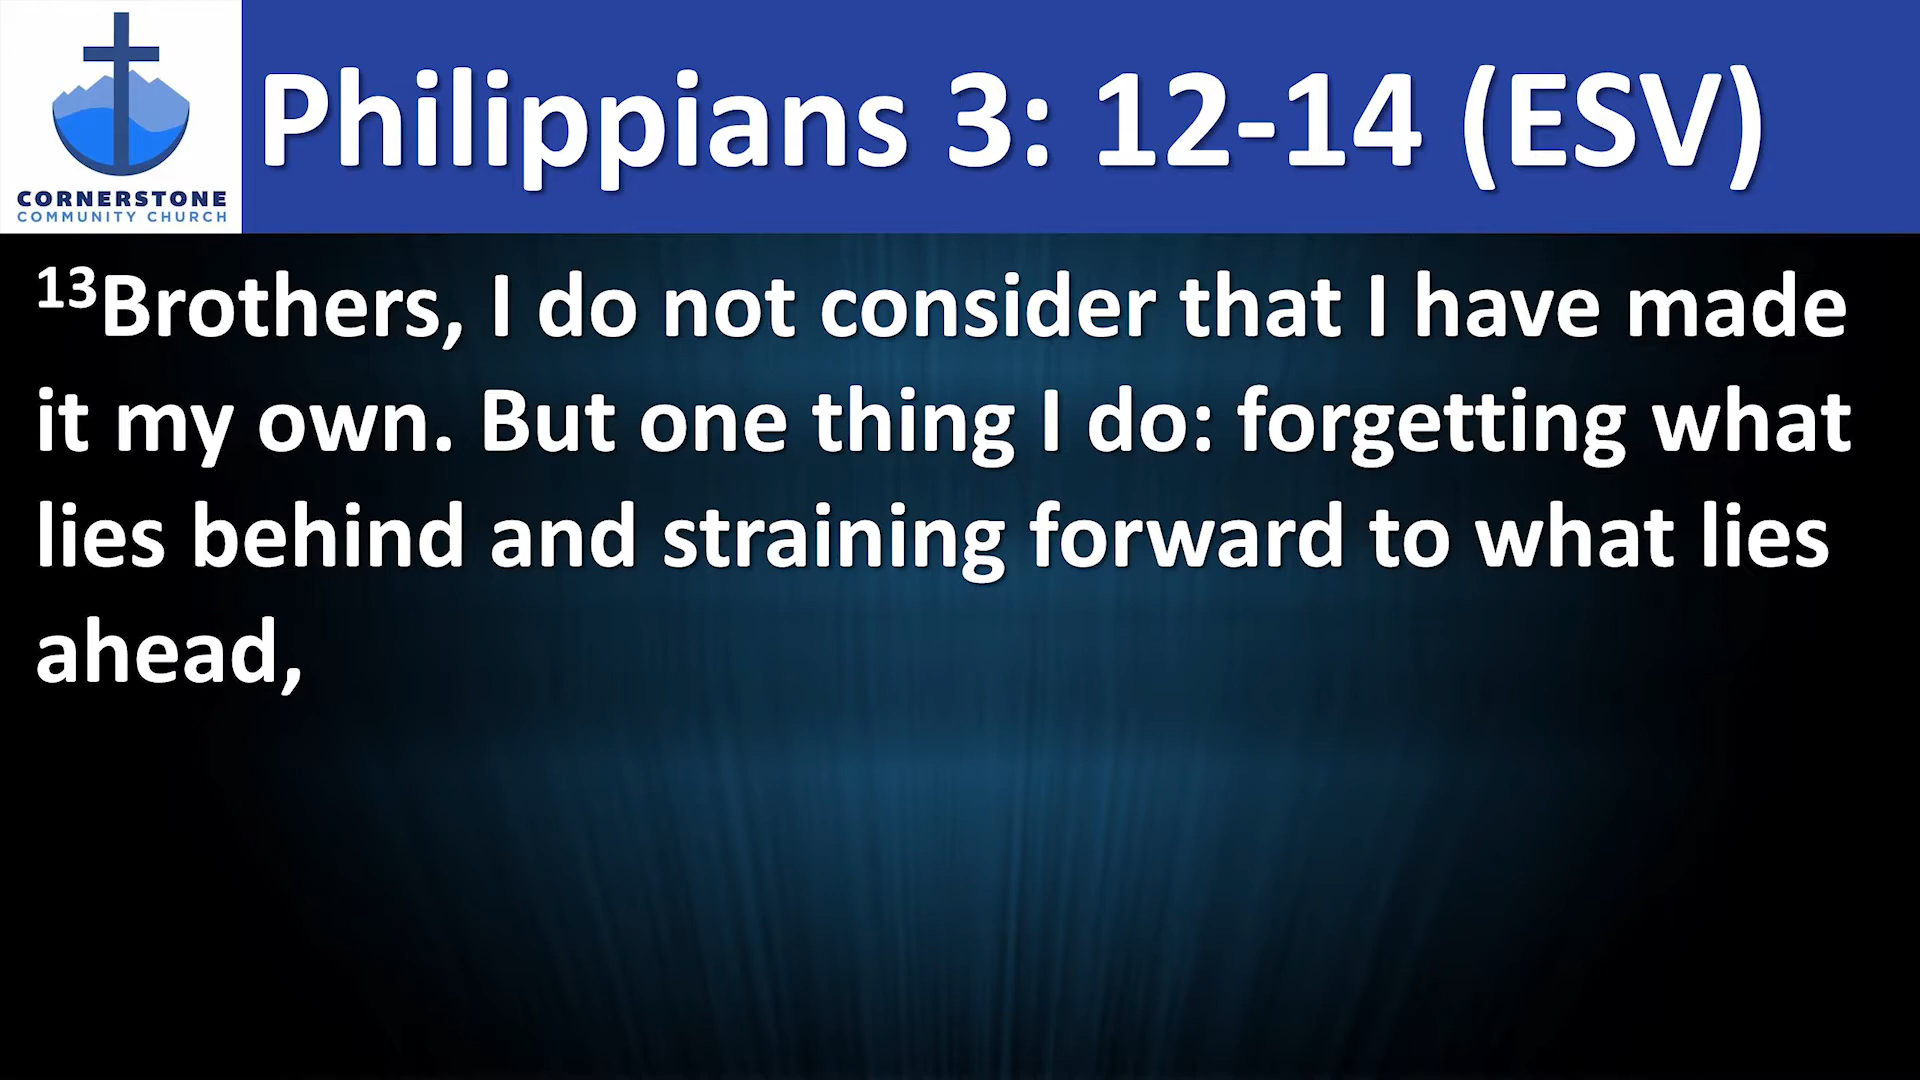 CORNERSTONE
COMMUNITY CHURCH
Philippians 3: 12-14 (ESV)
13Brothers, I do not consider that I have made
it my own. But one thing I do: forgetting what
lies behind and straining forward to what lies
ahead,